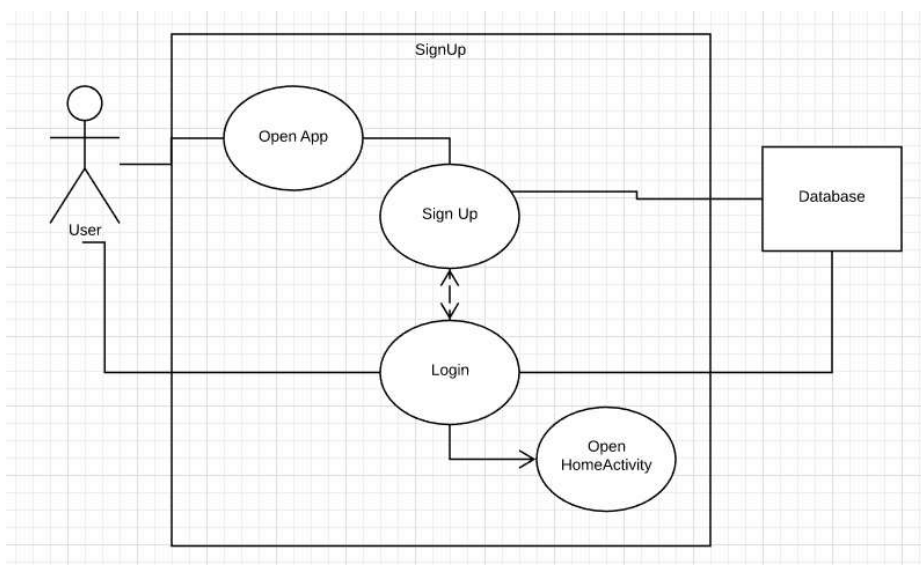 SignUp
Open App
Sign Up
Database
User
Login
Open
HomeActivity